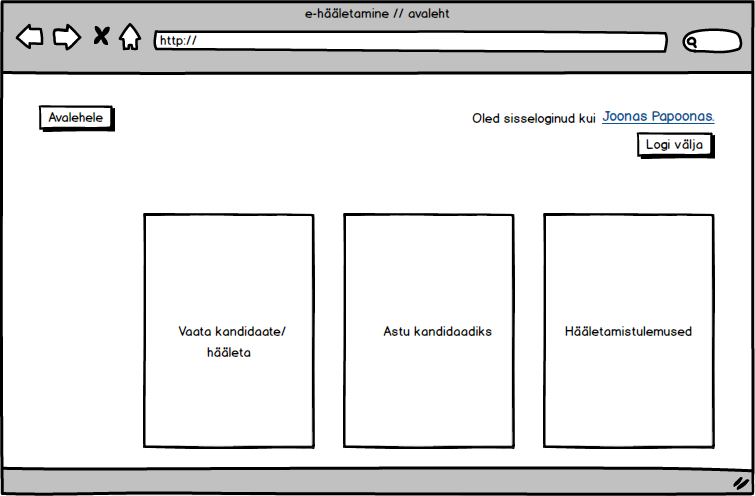 e-hääletamine // avaleht
http://
Avalehele
Oled sisseloginud kui Joonas Papoonas.
Logi välja
Vaata kandidaate/
hääleta
Astu kandidaadiks
Hääletamistulemused